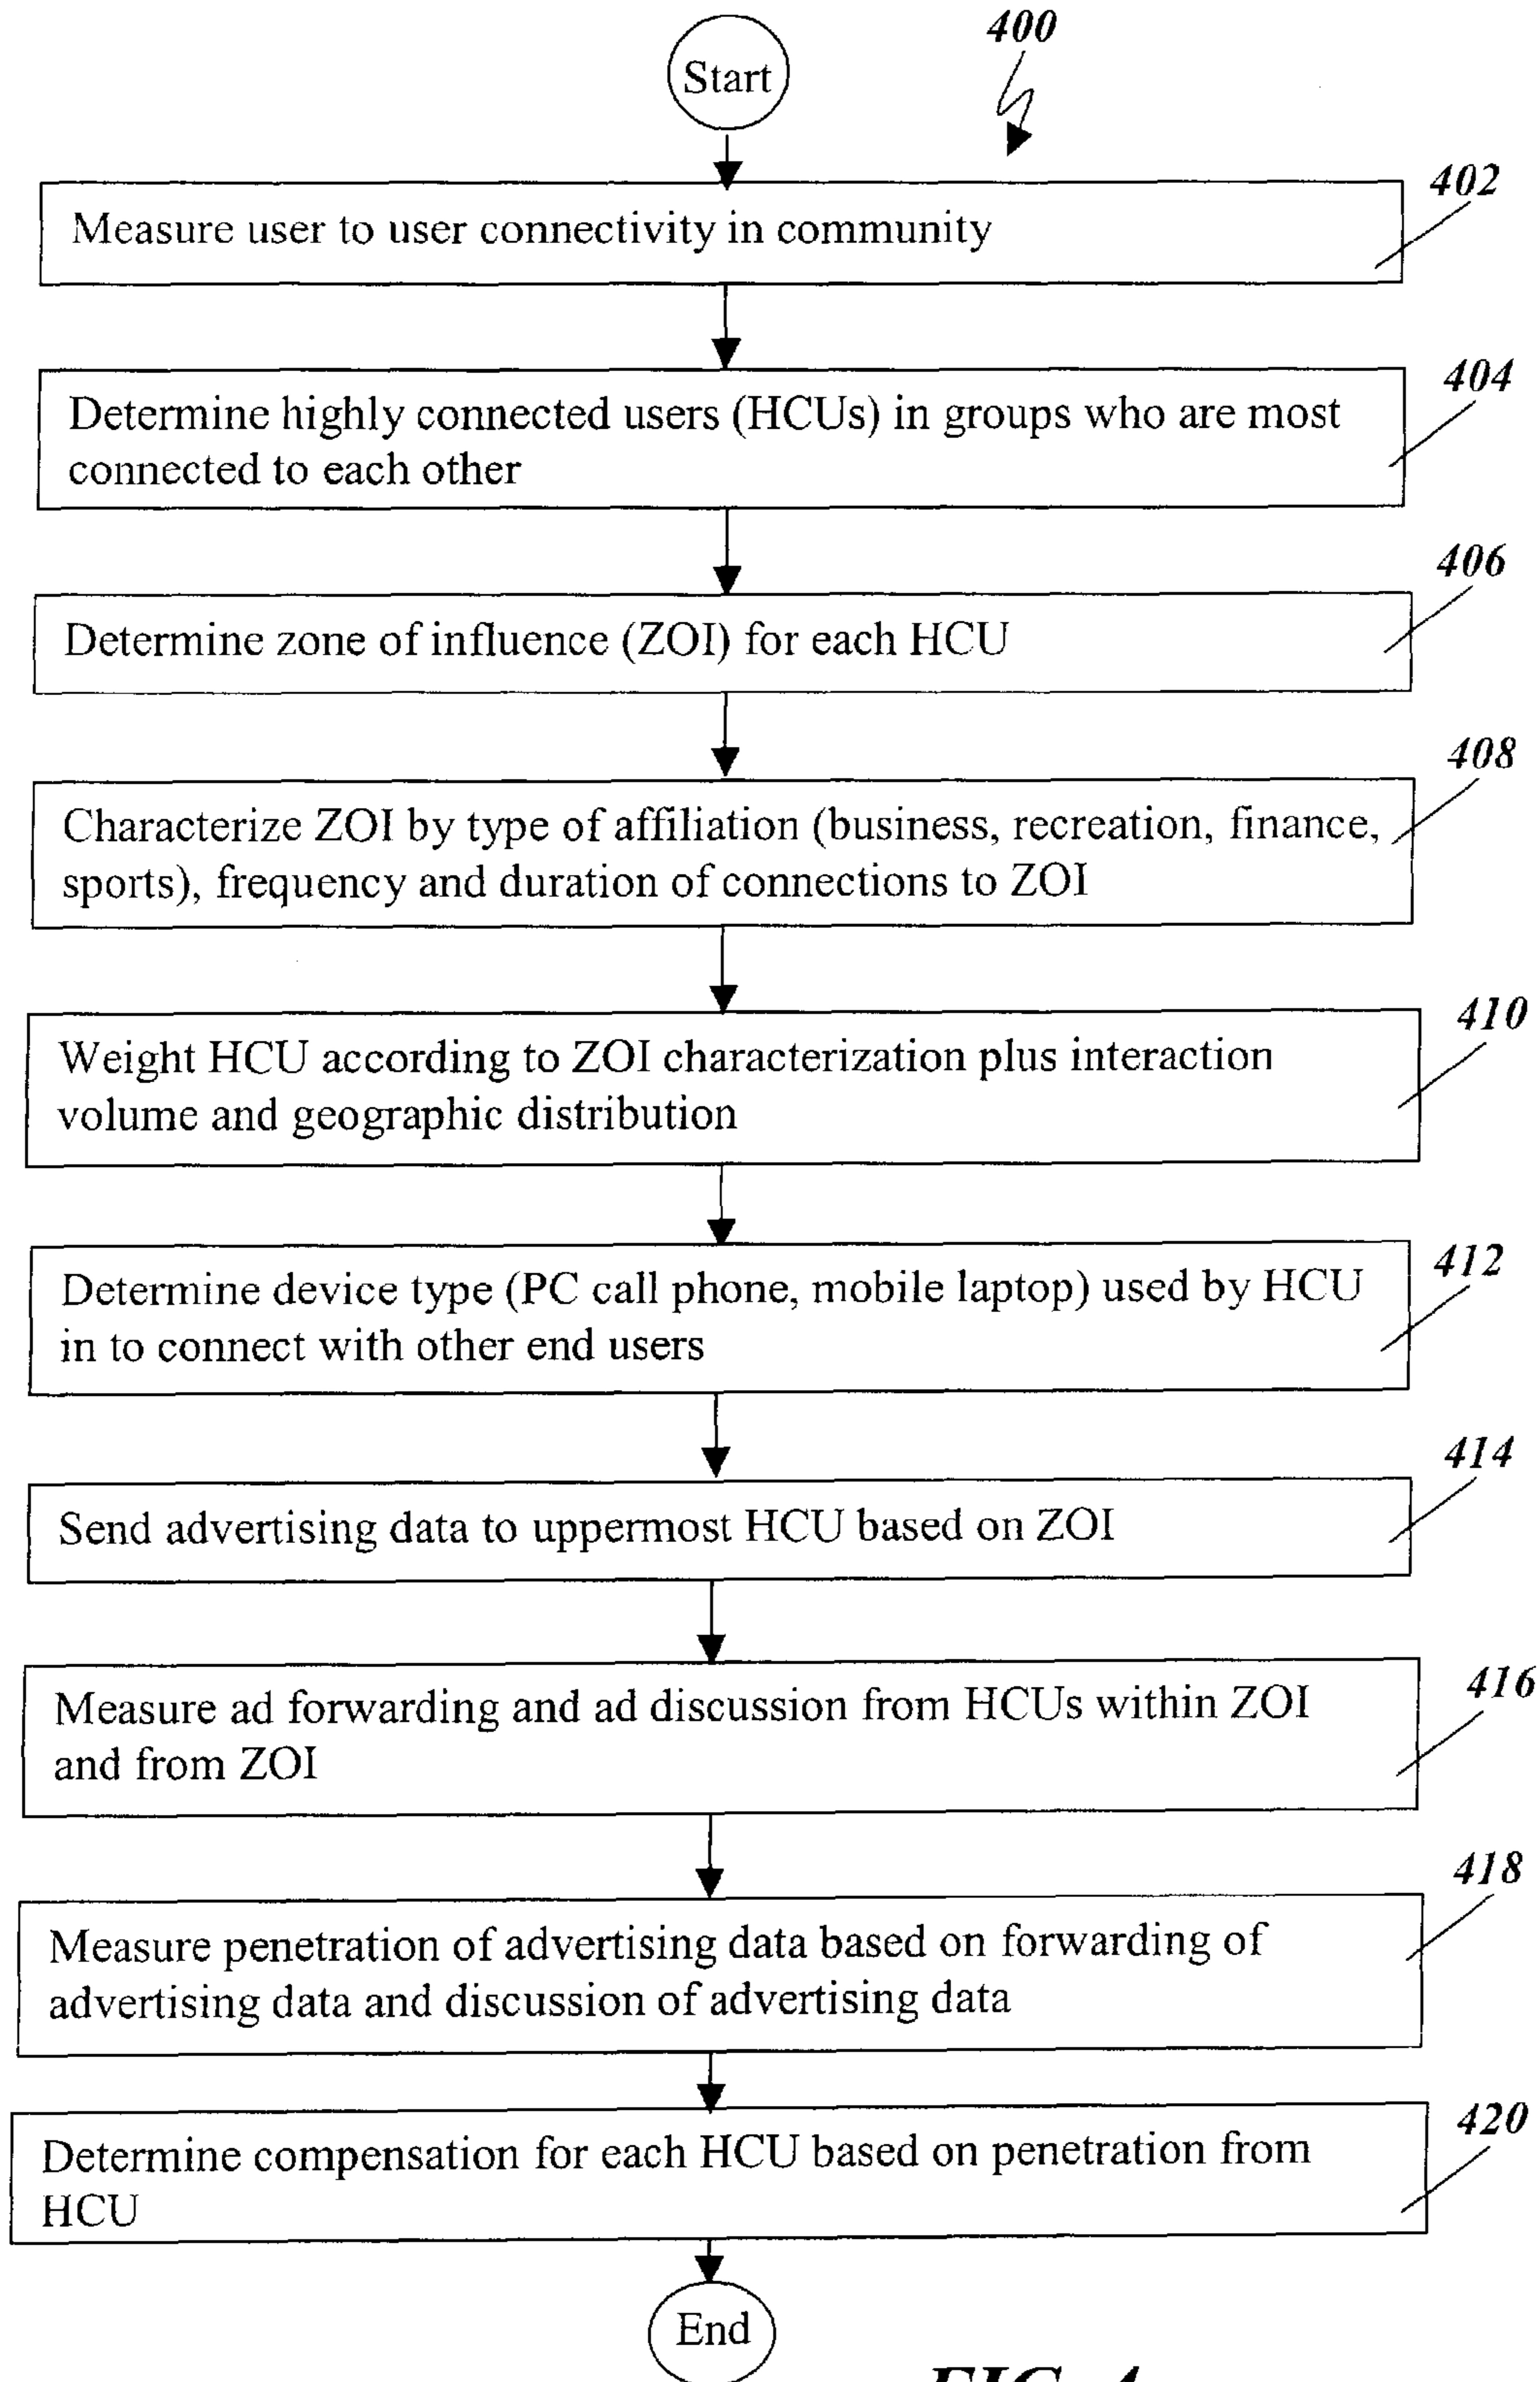 400
Start
402
Measure user to user connectivity in community
404
Determine highly connected users (HCUs) in groups who are most
connected to each other
406
Determine zone of influence (ZOI) for each HCU
408
Characterize ZOI by type of affiliation (business, recreation, finance,
sports), frequency and duration of connections to ZOI
410
Weight HCU according to ZOI characterization plus interaction
volume and geographic distribution
412
Determine device type (PC call phone, mobile laptop) used by HCU
in to connect with other end users
414
Send advertising data to uppermost HCU based on ZOI
416
Measure ad forwarding and ad discussion from HCUs within ZOI
and from ZOI
418
Measure penetration of advertising data based on forwarding of
advertising data and discussion of advertising data
420
Determine compensation for each HCU based on penetration from
HCU
End
FIG. 4